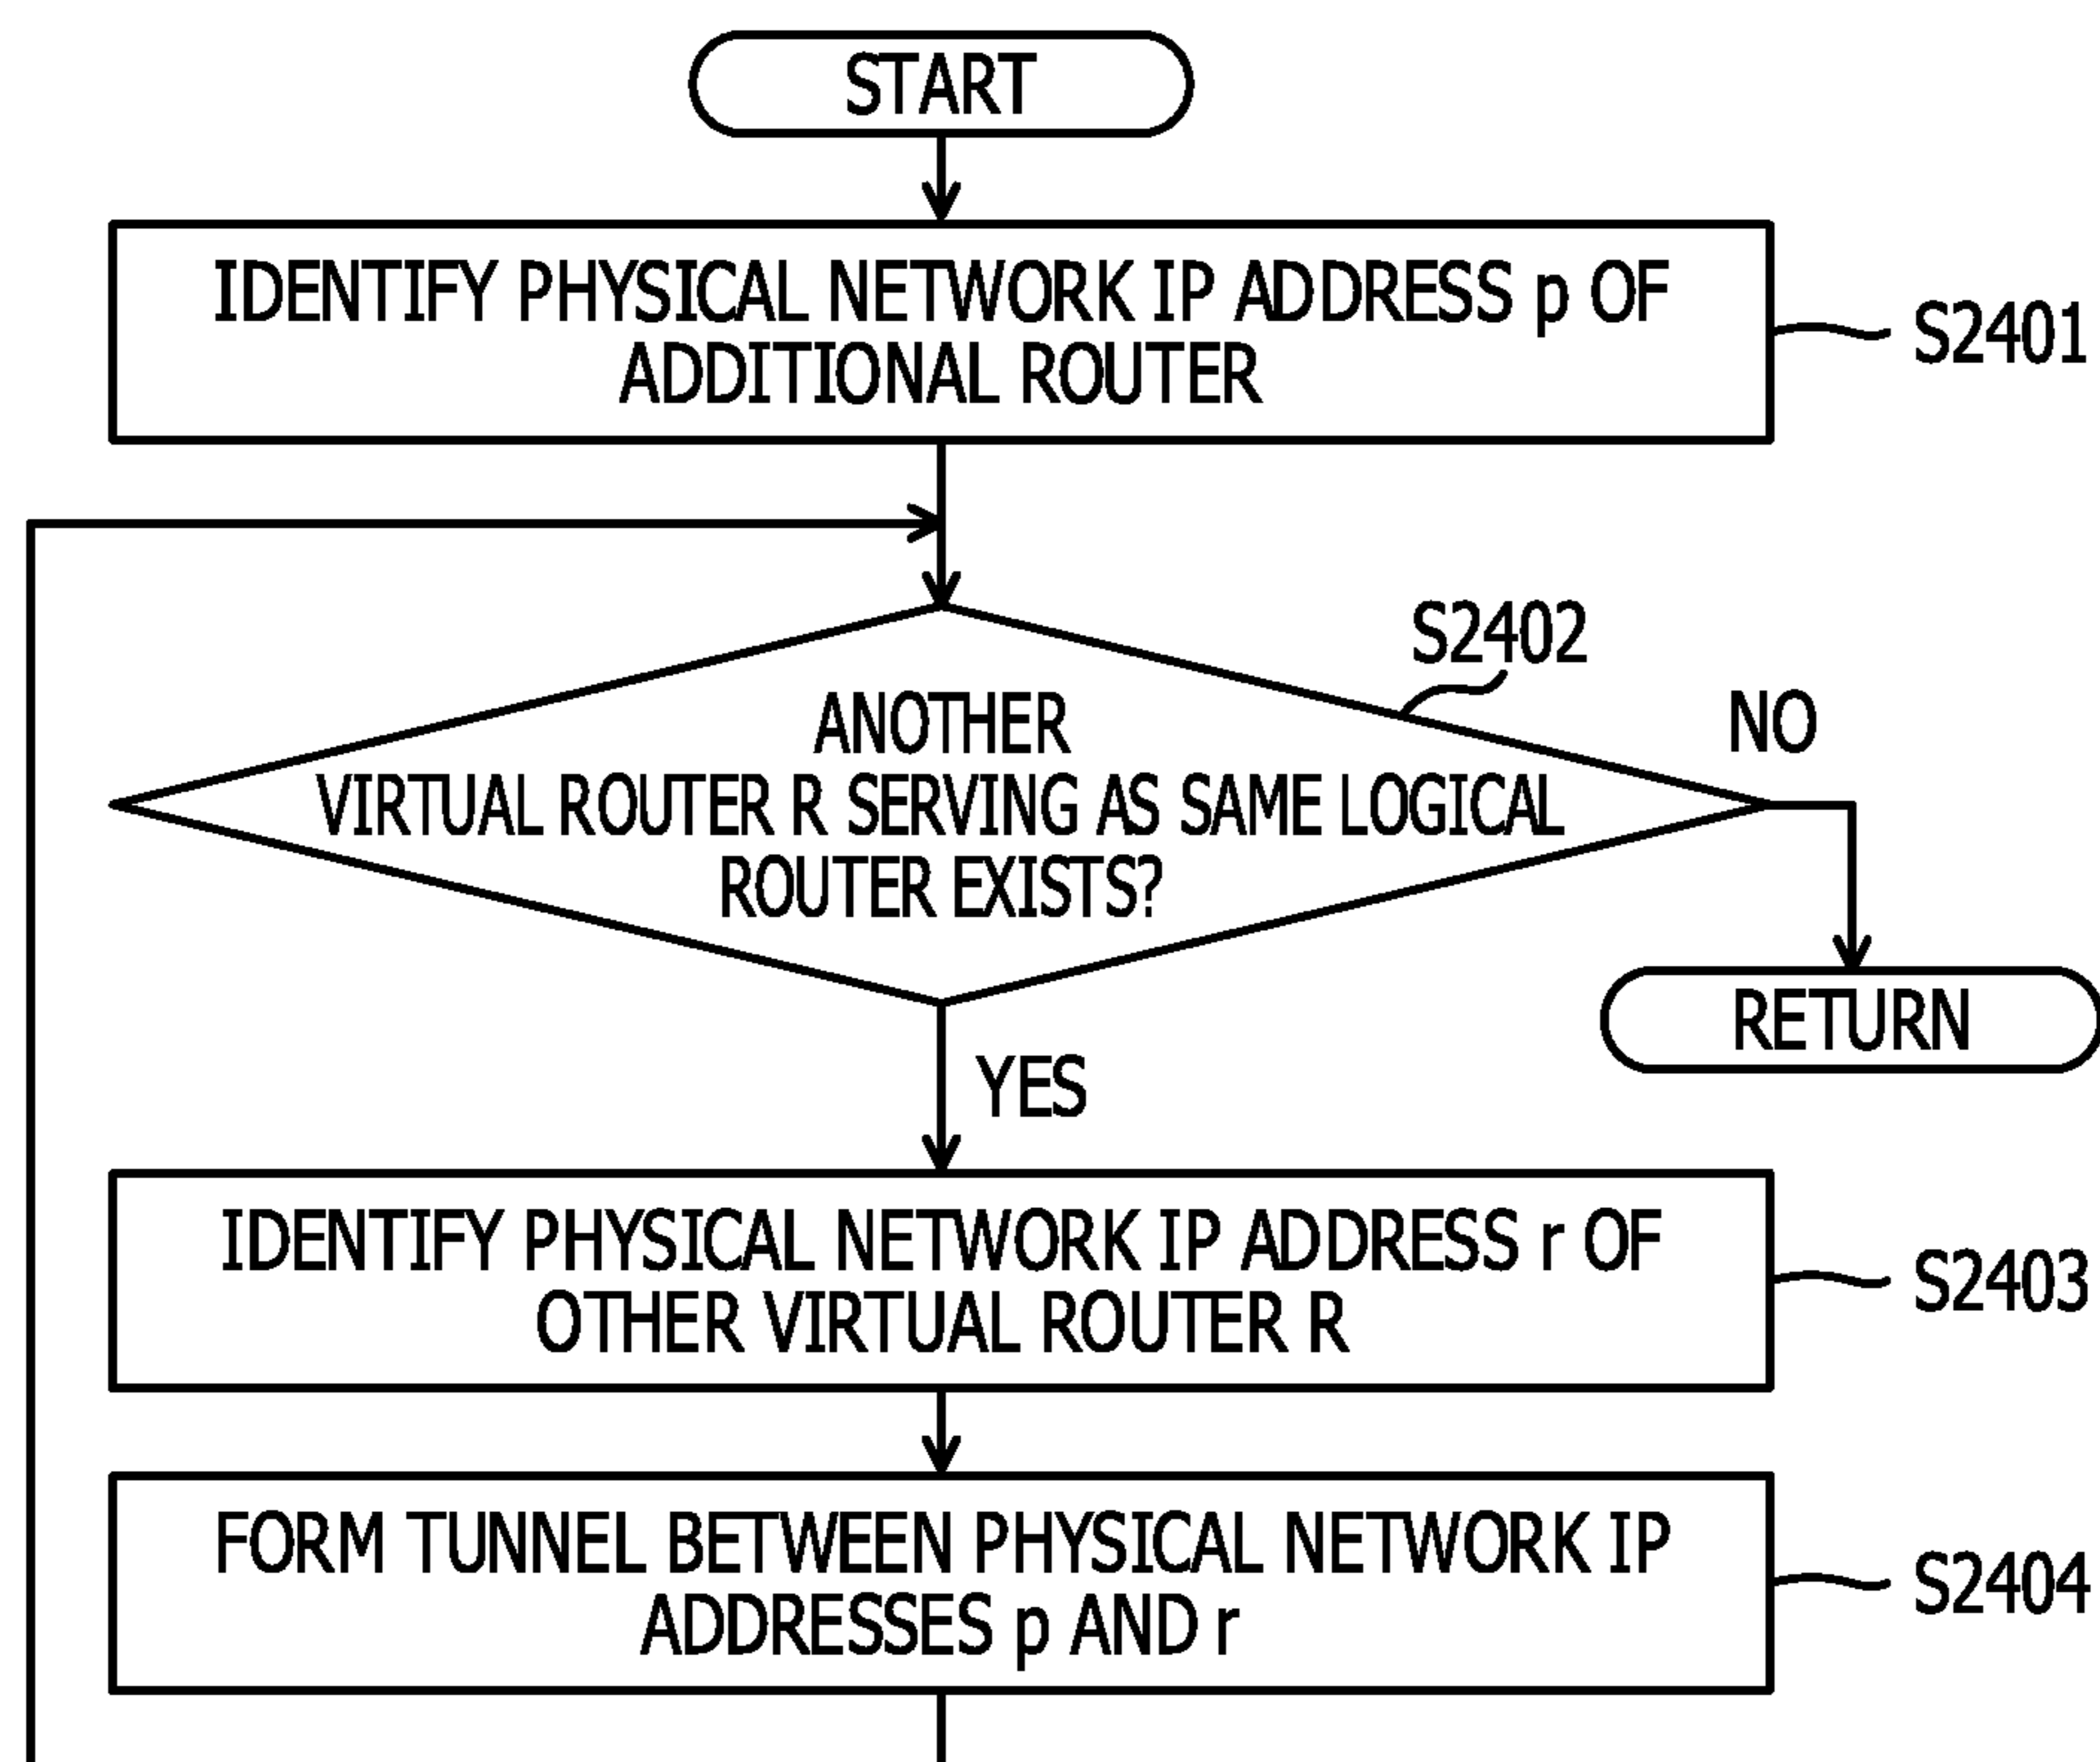 START
IDENTIFY PHYSICAL NETWORK IP ADDRESS p OF
ADDITIONAL ROUTER
S2401
S2402
ANOTHER
VIRTUAL ROUTER R SERVING AS SAME LOGICAL
ROUTER EXISTS?
NO
RETURN
YES
IDENTIFY PHYSICAL NETWORK IP ADDRESS r OF
OTHER VIRTUAL ROUTER R
S2403
FORM TUNNEL BETWEEN PHYSICAL NETWORK IP
ADDRESSES p AND r
S2404